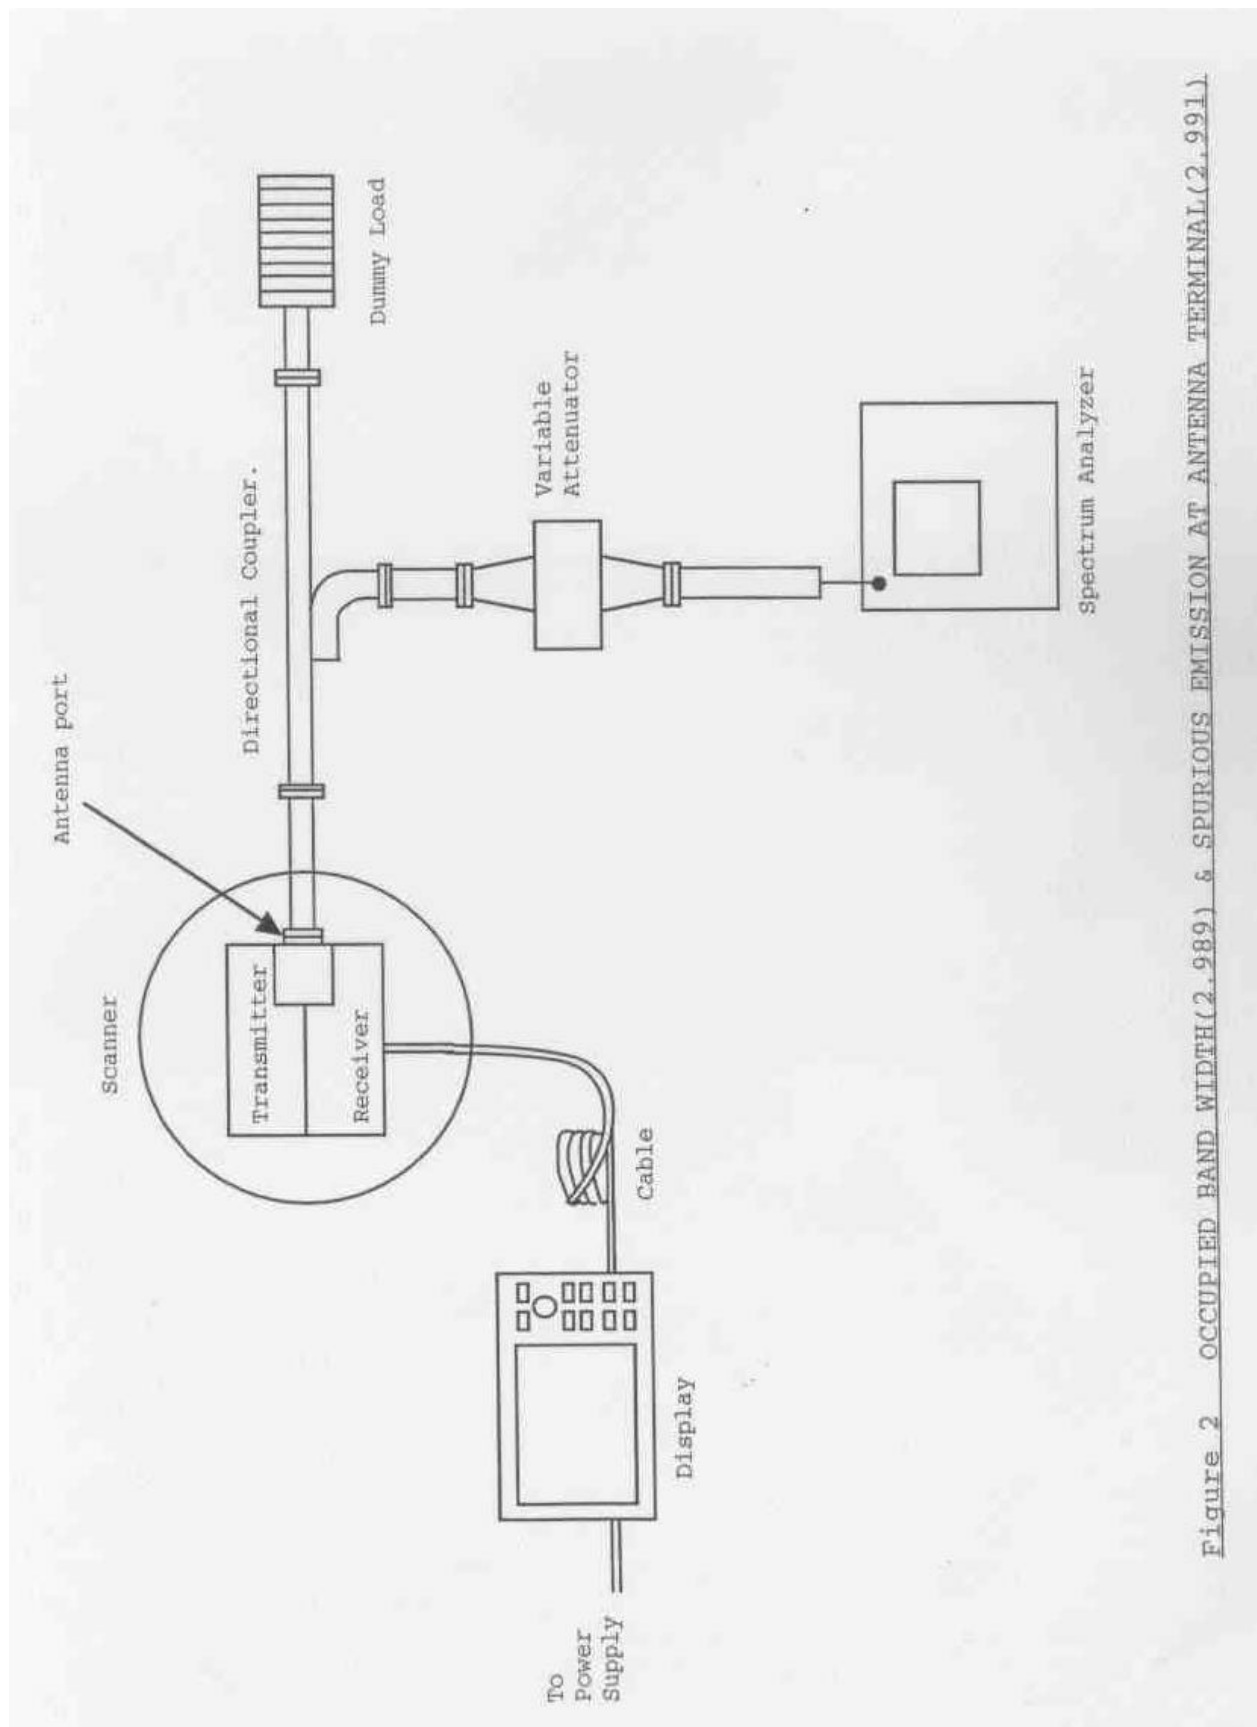 Antenna port
Scanner
Directional Coupler.
Transmitter
Receiver
Dummy Load
Variable
Attenuator
Cable
To
Power
Supply
Display
Spectrum Analyzer
Figure 2 OCCUPIED BAND WIDTH(2.989) & SPURIOUS EMISSION AT ANTENNA TERMINAL(2.991)